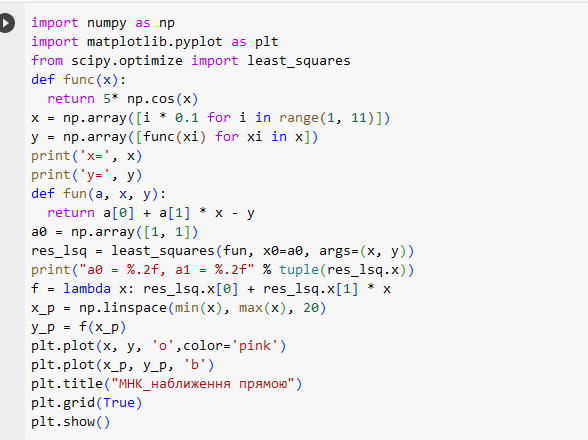 import numpy as np
import matplotlib.pyplot as plt
from scipy.optimize import least_squares
def func(x):
  return 5* np.cos(x)
x = np.array([i * 0.1 for i in range(1, 11)])
y = np.array([func(xi) for xi in x])
print('x=', x)
print('y=', y)
def fun(a, x, y):
  return a[0] + a[1] * x - y
a0 = np.array([1, 1])
res_lsq = least_squares(fun, x0=a0, args=(x, y))
print("a0 = %.2f, a1 = %.2f" % tuple(res_lsq.x))
f = lambda x: res_lsq.x[0] + res_lsq.x[1] * x
x_p = np.linspace(min(x), max(x), 20)
y_p = f(x_p)
plt.plot(x, y, 'o',color='pink')
plt.plot(x_p, y_p, 'b')
plt.title("МНК_наближення прямою")
plt.grid(True)
plt.show()